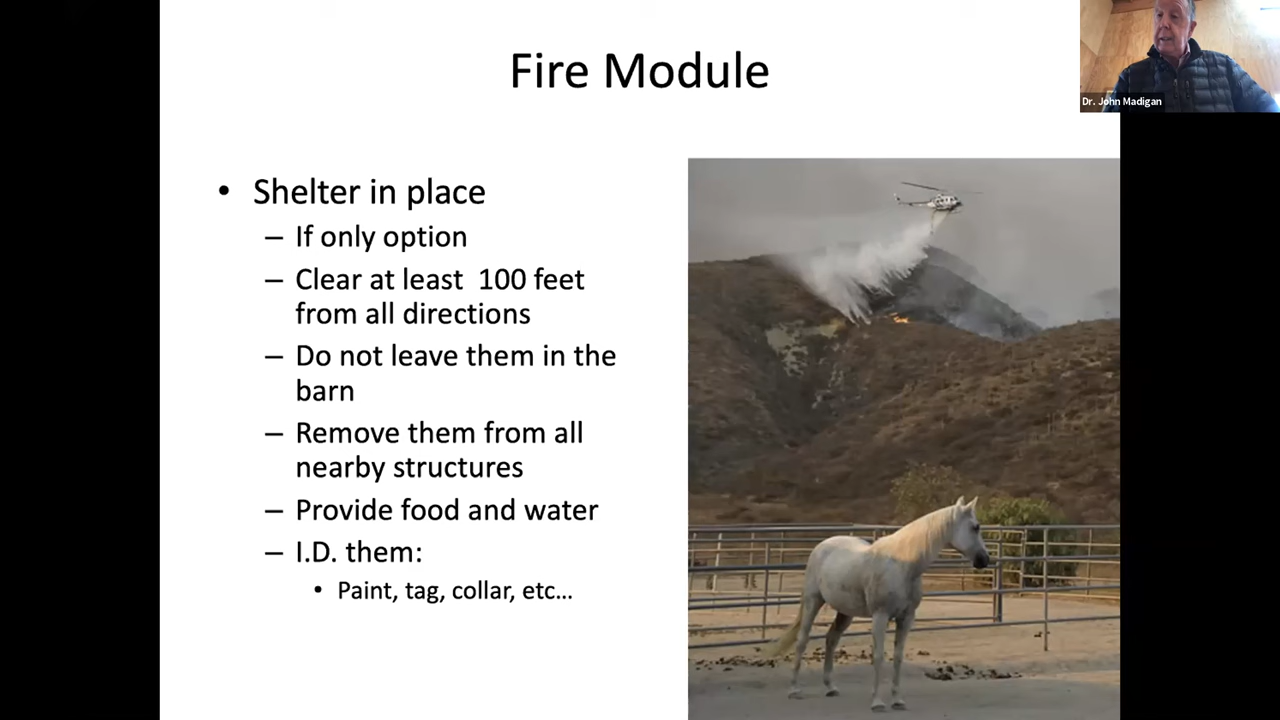 Fire Module
Dr. John Madigan
• Shelter in place
– If only option
– Clear at least  100 feet
from all directions
– Do not leave them in the
barn
– Remove them from all
nearby structures
– Provide food and water
– I.D. them:
• Paint, tag, collar, etc…